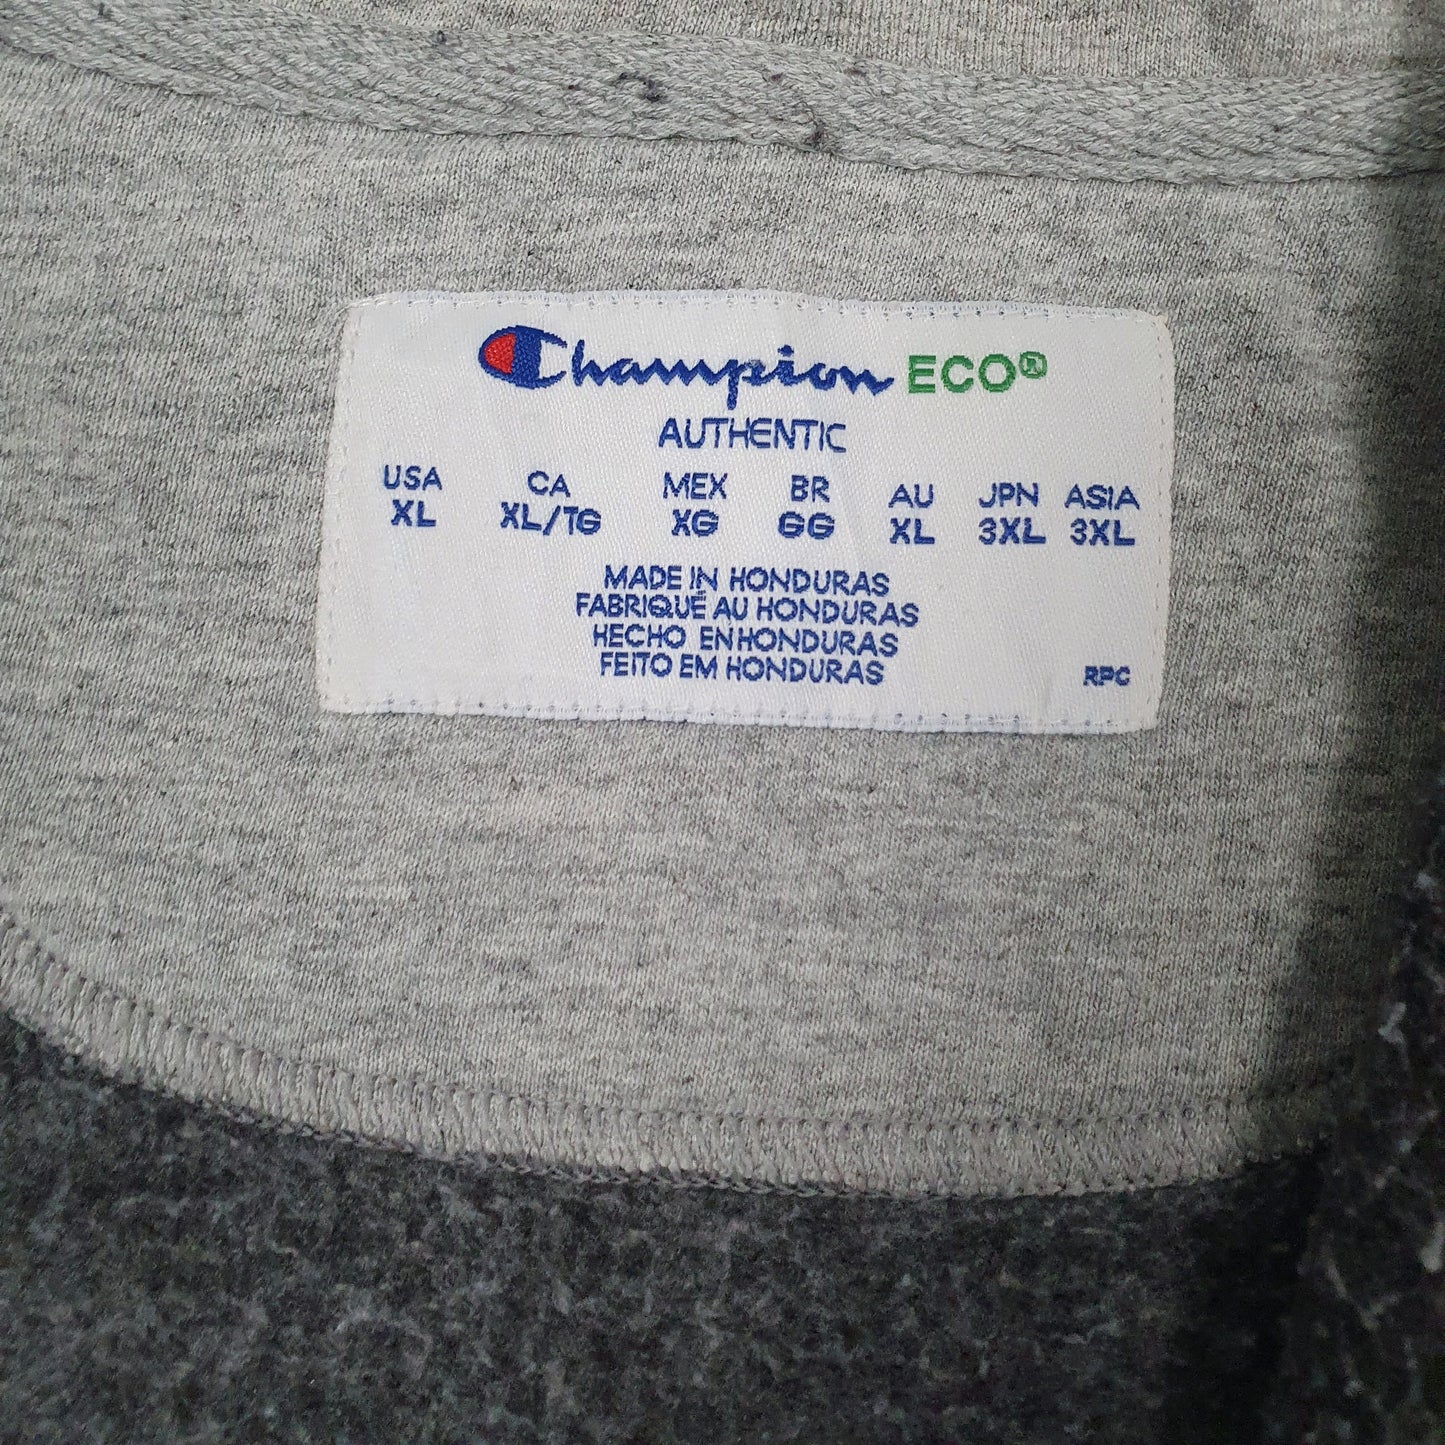 Champion ECO®
AUTHENTIC
USA CA MEX BR AU JPN ASIA
XL XL/TG XG GG XL 3XL 3XL
MADE IN HONDURAS
FABRIQUÉ AU HONDURAS
HECHO EN HONDURAS
FEITO EM HONDURAS
RPC